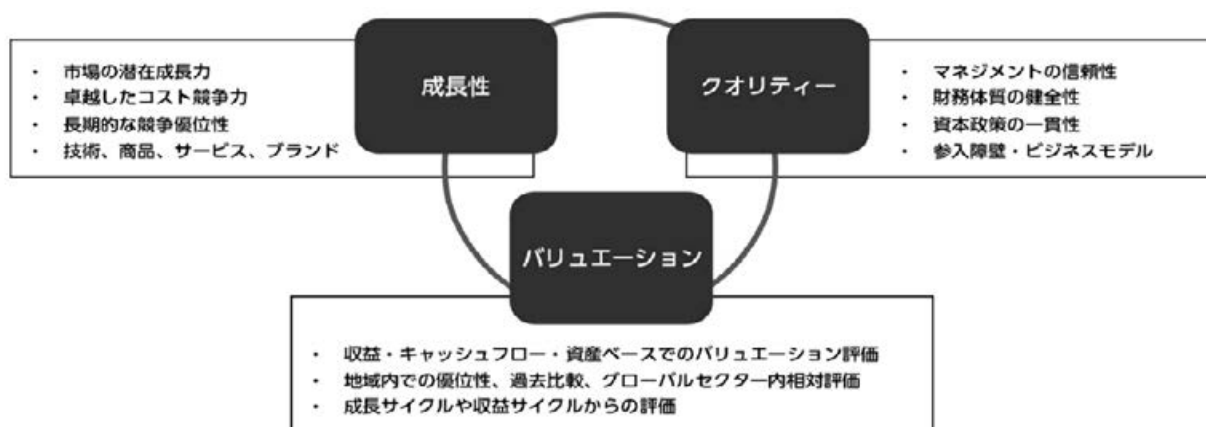 成長性
・ 市場の潜在成長力
・ 卓越したコスト競争力
・ 長期的な競争優位性
・ 技術、商品、サービス、ブランド
クオリティー
・ マネジメントの信頼性
・ 財務体質の健全性
・ 資本政策の一貫性
・ 参入障壁・ビジネスモデル
バリュエーション
・ 収益・キャッシュフロー・資産ベースでのバリュエーション評価
・ 地域内での優位性、過去比較、グローバルセクター内相対評価
・ 成長サイクルや収益サイクルからの評価